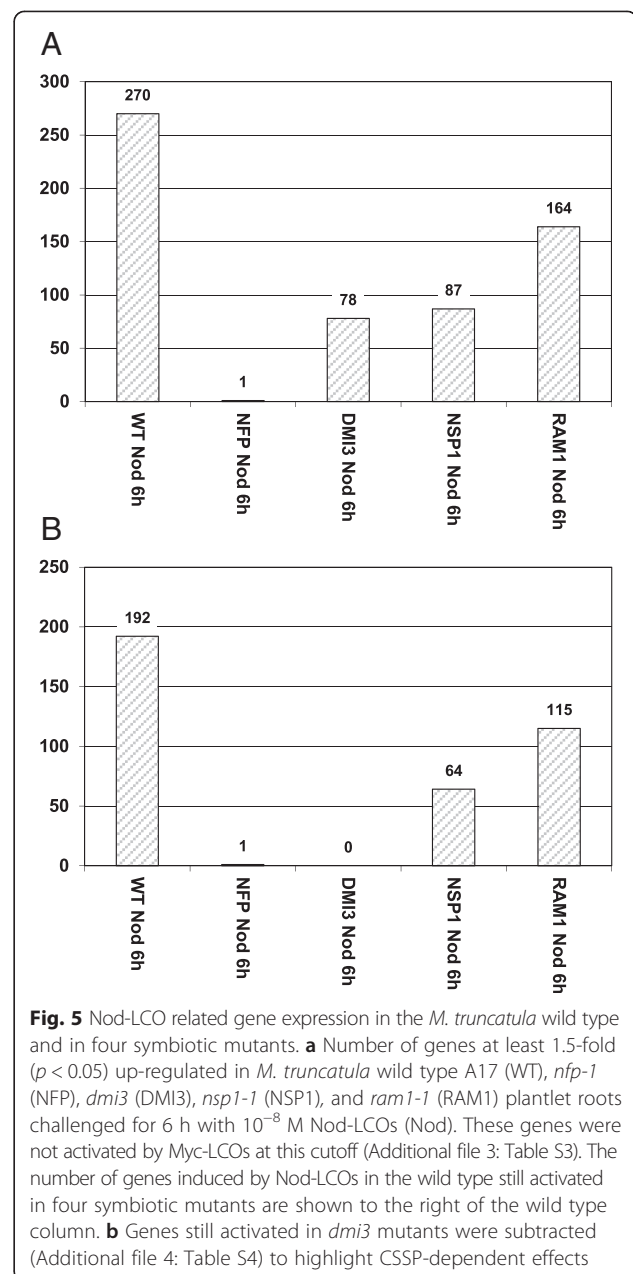 A
300
250
200
150
100
50
0
270
1
78
87
164
WT Nod 6h
NFP Nod 6h
DMI3 Nod 6h
NSP1 Nod 6h
RAM1 Nod 6h
B
250
200
150
100
50
0
192
1
0
64
115
WT Nod 6h
NFP Nod 6h
DMI3 Nod 6h
NSP1 Nod 6h
RAM1 Nod 6h
Fig. 5 Nod-LCO related gene expression in the M. truncatula wild type
and in four symbiotic mutants. a Number of genes at least 1.5-fold
(p < 0.05) up-regulated in M. truncatula wild type A17 (WT), nfp-1
(NFP), dmi3 (DMI3), nsp1-1 (NSP1), and ram1-1 (RAM1) plantlet roots
challenged for 6 h with 10⁻⁸ M Nod-LCOs (Nod). These genes were
not activated by Myc-LCOs at this cutoff (Additional file 3: Table S3). The
number of genes induced by Nod-LCOs in the wild type still activated
in four symbiotic mutants are shown to the right of the wild type
column. b Genes still activated in dmi3 mutants were subtracted
(Additional file 4: Table S4) to highlight CSSP-dependent effects